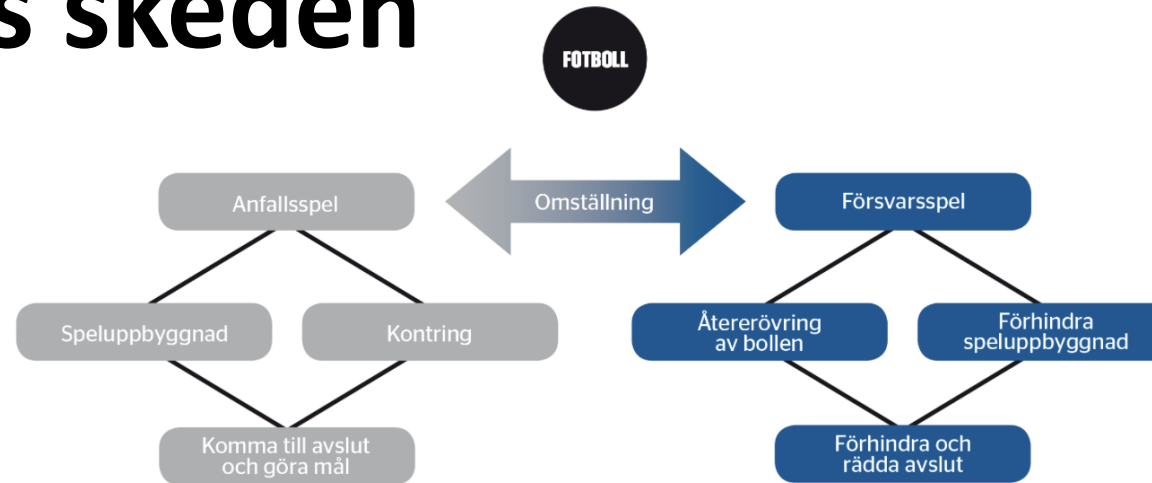 s skeden
FOTBOLL
Anfallsspel
Omställning
Försvarsspel
Speluppbyggnad
Kontring
Återerövring
av bollen
Förhindra
speluppbyggnad
Komma till avslut
och göra mål
Förhindra och
rädda avslut